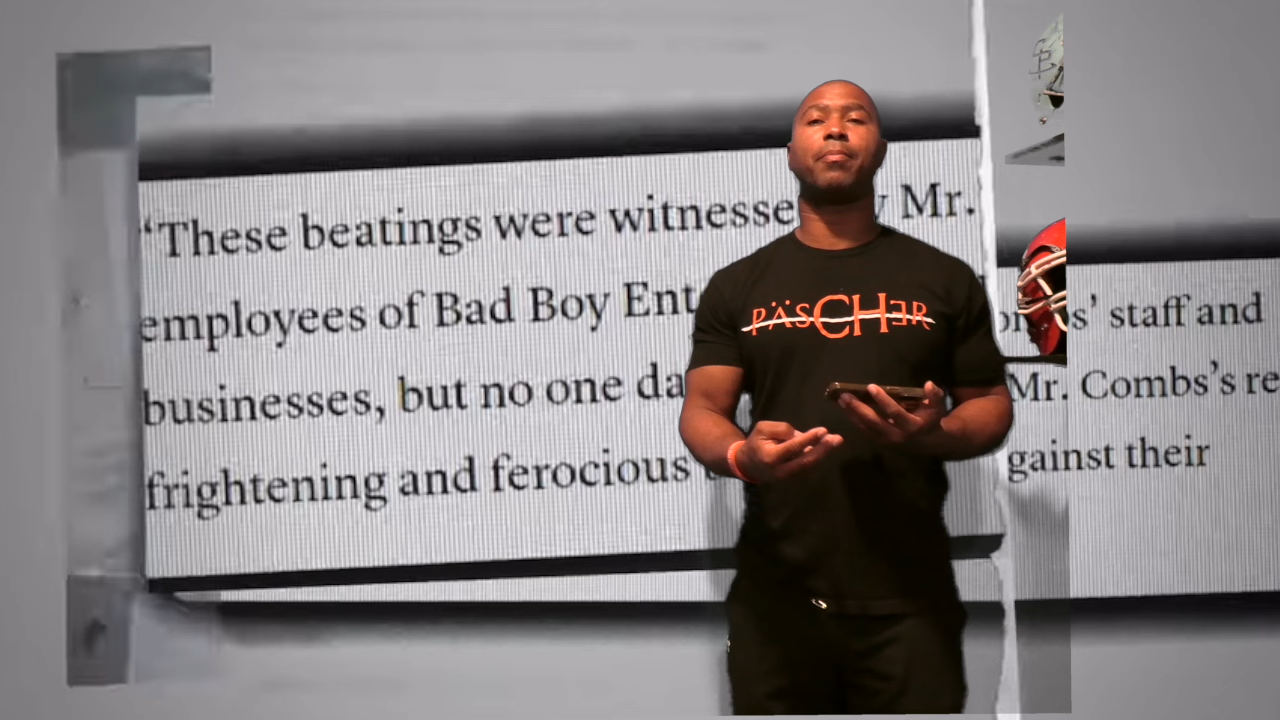 “These beatings were witnesse Mr.
employees of Bad Boy Ent s’ staff and
businesses, but no one da Mr. Combs’s re
frightening and ferocious gainst their
PÄSCHER